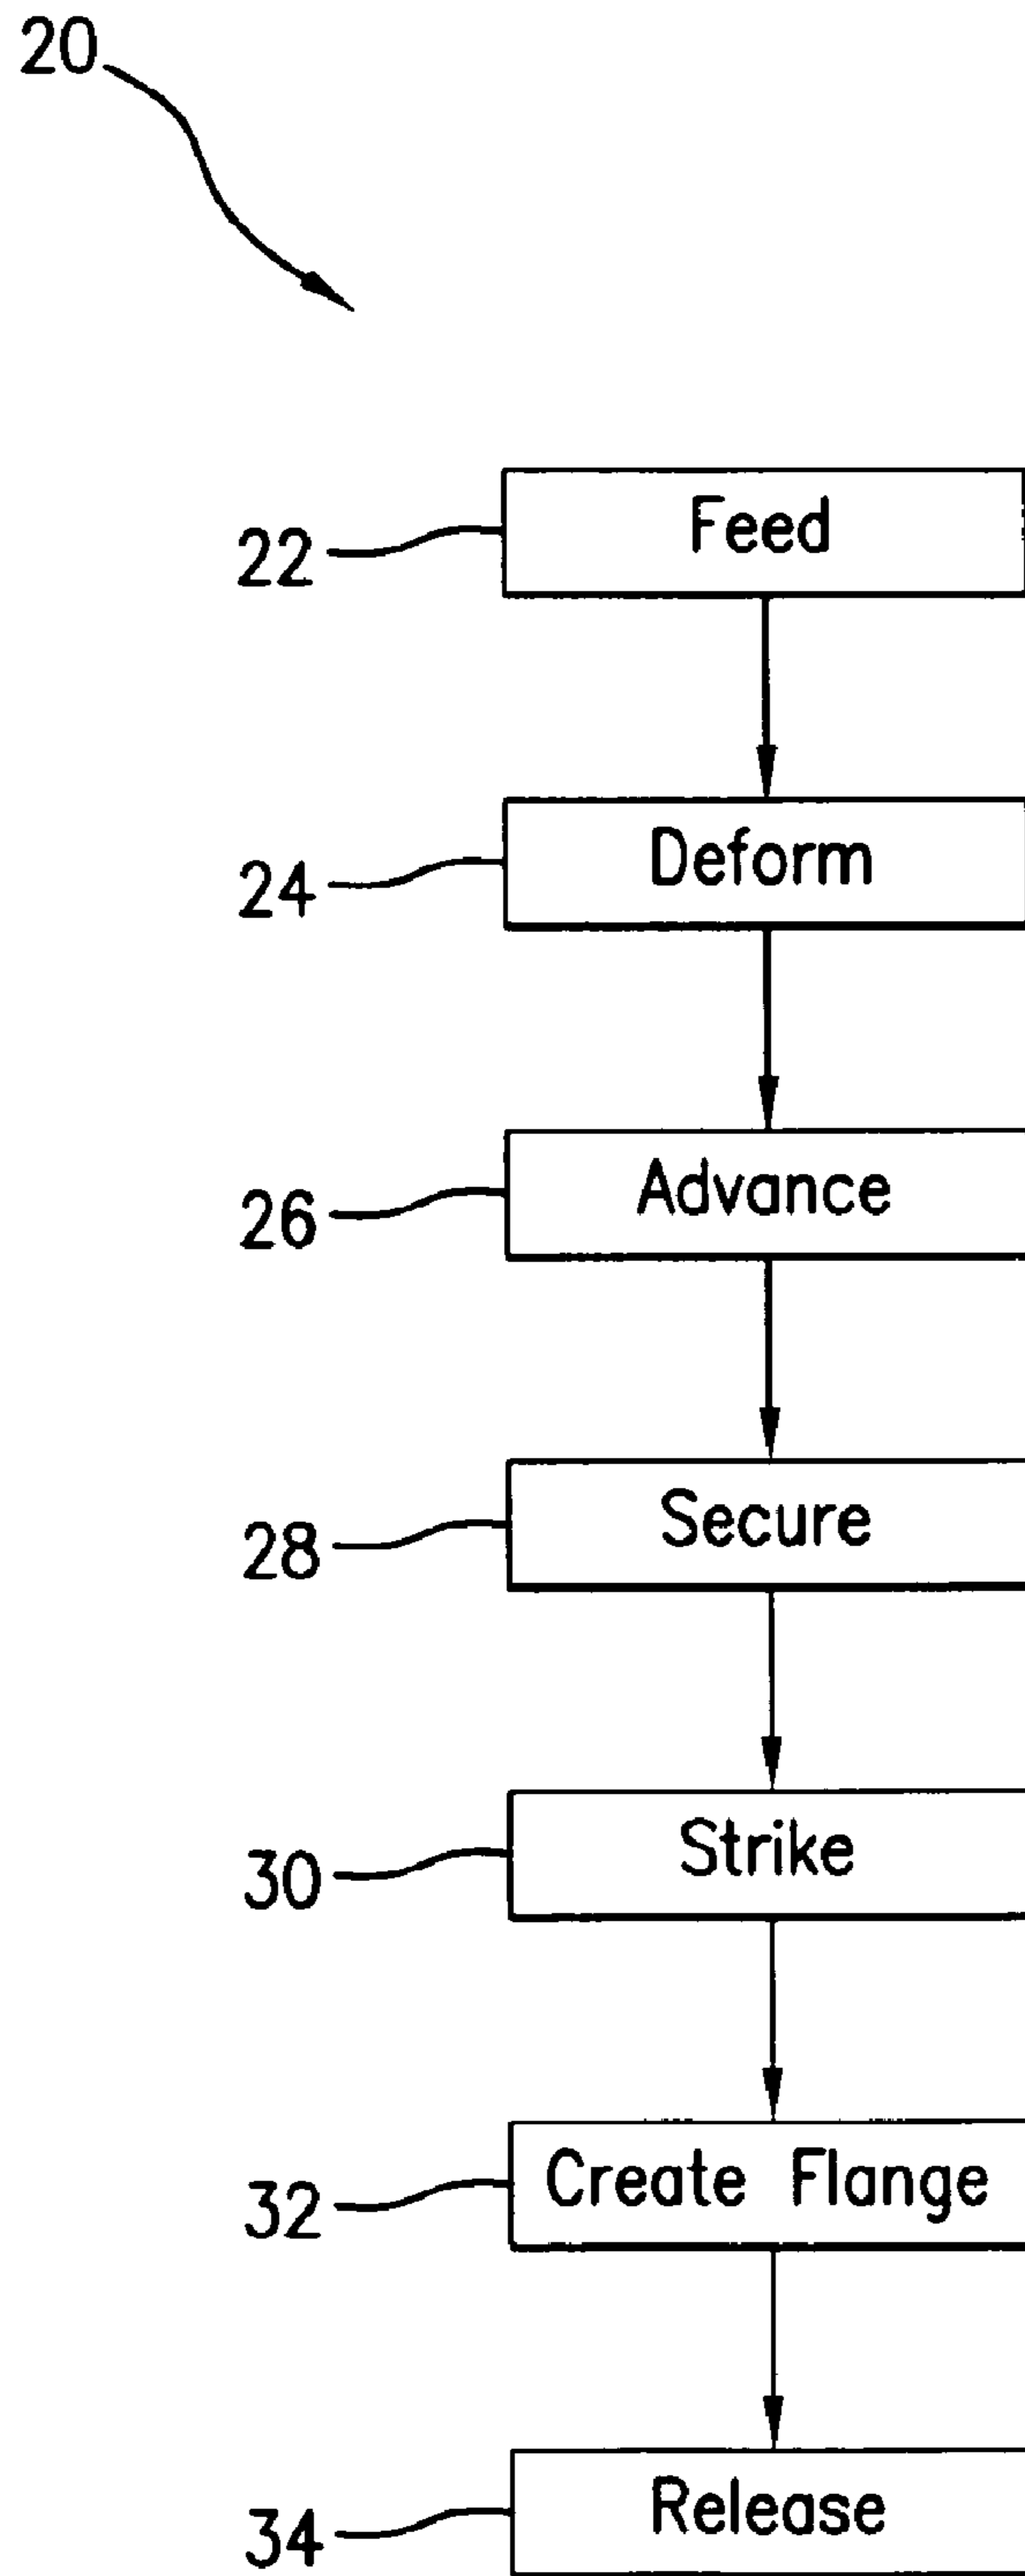 20
22 Feed
24 Deform
26 Advance
28 Secure
30 Strike
32 Create Flange
34 Release